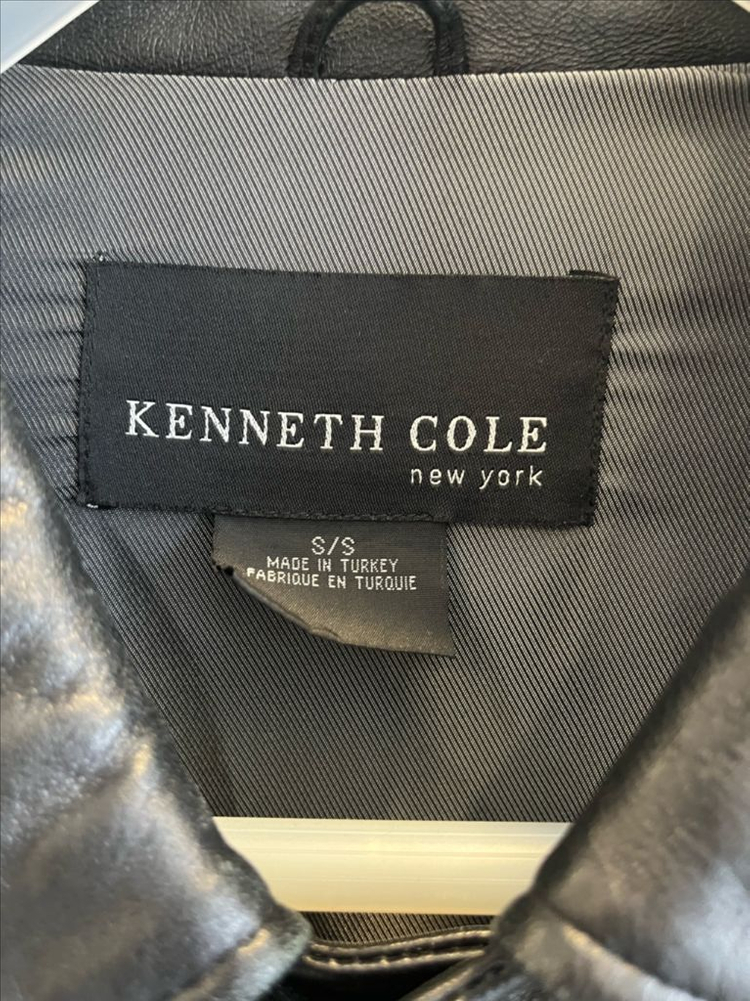 KENNETH COLE
new york
S/S
MADE IN TURKEY
FABRIQUE EN TURQUIE